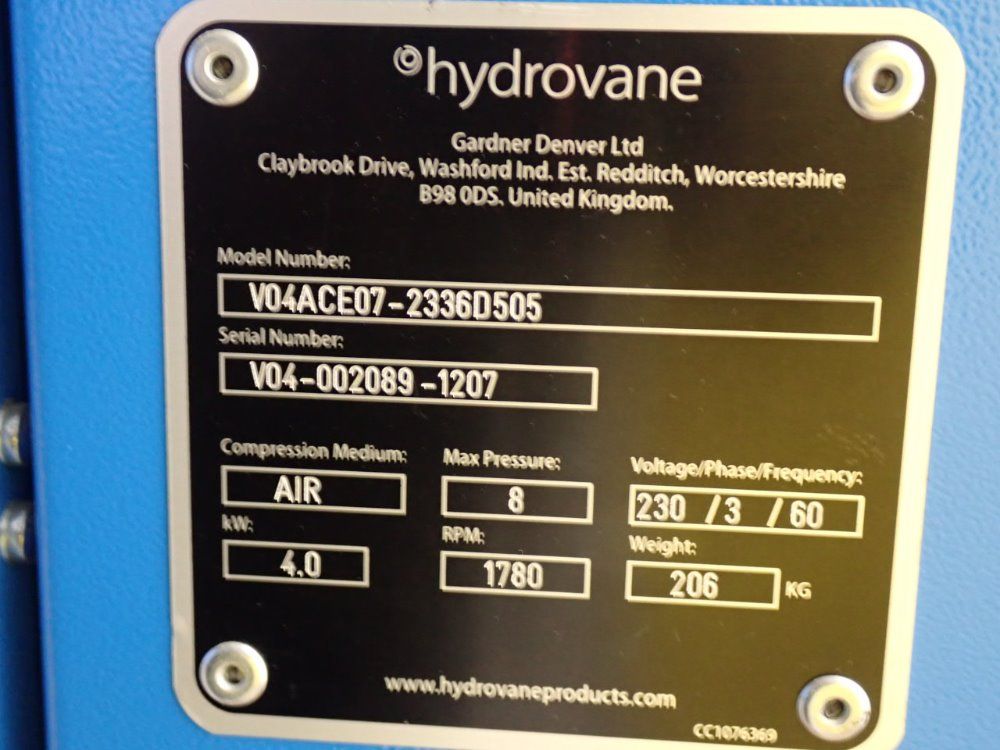 hydrovane
Gardner Denver Ltd
Claybrook Drive, Washford Ind. Est. Redditch, Worcestershire
B98 0DS. United Kingdom.
Model Number:
V04ACE07-2336D505
Serial Number:
V04-002089-1207
Compression Medium: Max Pressure: Voltage/Phase/Frequency:
AIR 8 230 /3 /60
kW: RPM: Weight:
4.0 1780 206 KG
www.hydrovaneproducts.com
CC1076369